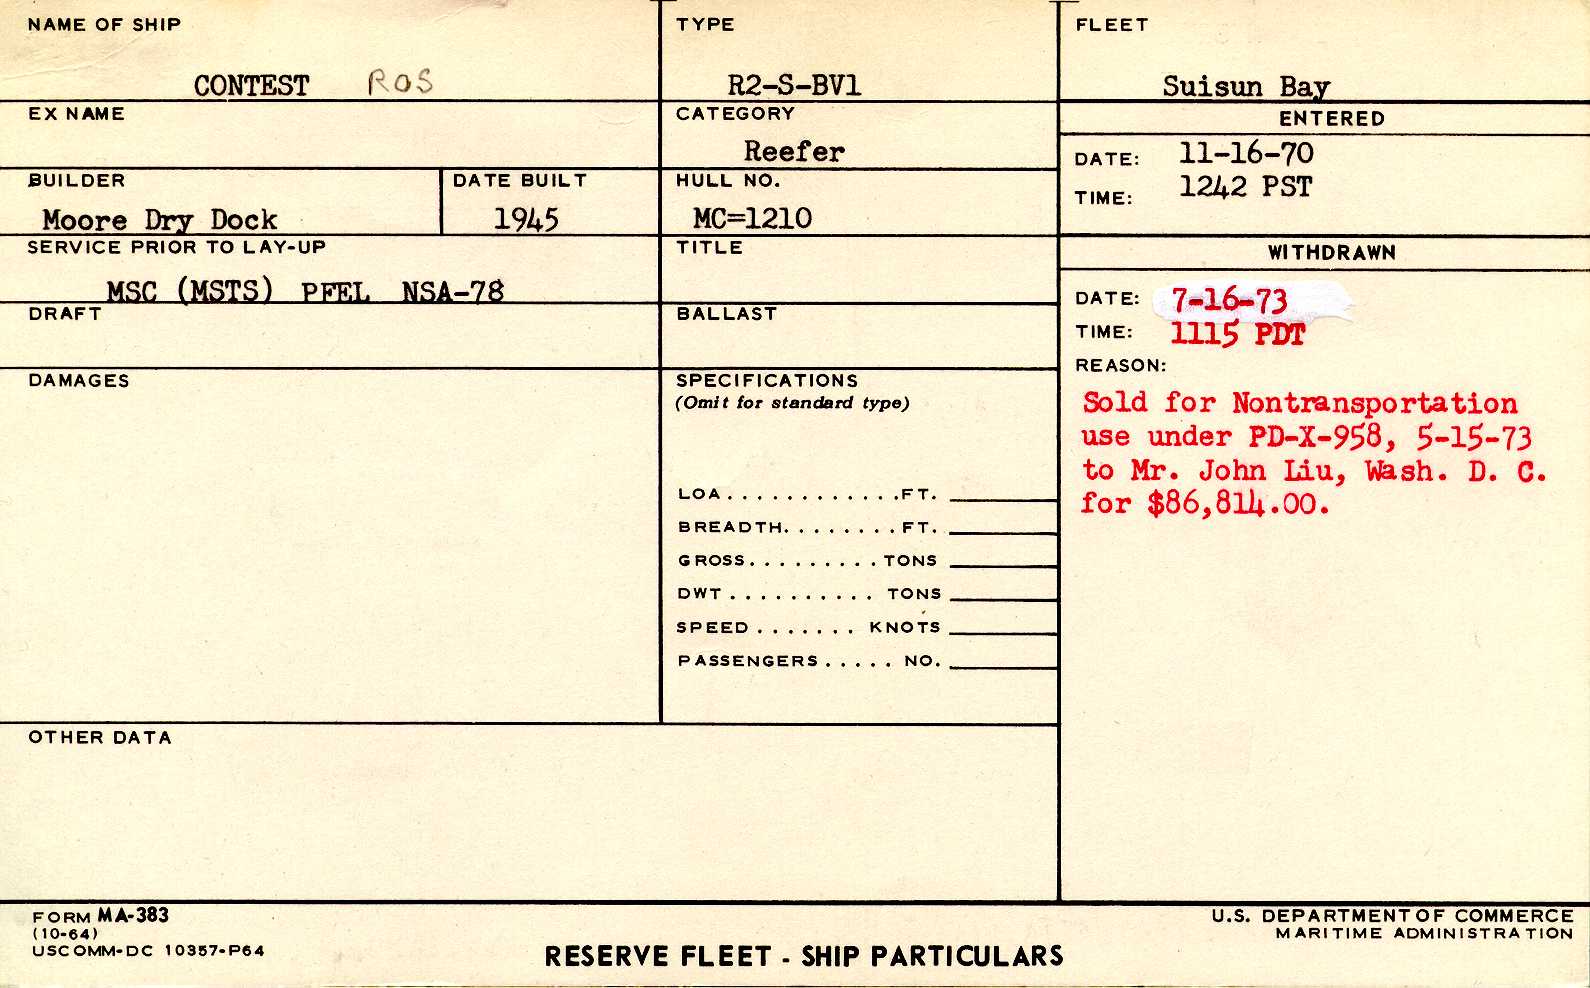 NAME OF SHIP
CONTEST ROS
TYPE
R2-S-BV1
FLEET
Suisun Bay
EX NAME
CATEGORY
Reefer
ENTERED
DATE: 11-16-70
TIME: 1242 PST
BUILDER
Moore Dry Dock
DATE BUILT
1945
HULL NO.
MC=1210
SERVICE PRIOR TO LAY-UP
MSC (MSTS) PFEL NSA-78
TITLE
WITHDRAWN
DATE: 7-16-73
TIME: 1115 PDT
REASON:
Sold for Nontransportation
use under PD-X-958, 5-15-73
to Mr. John Liu, Wash. D. C.
for $86,814.00.
DRAFT
BALLAST
DAMAGES
SPECIFICATIONS
(Omit for standard type)
LOA............FT.
BREADTH........FT.
GROSS.........TONS
DWT.......... TONS
SPEED....... KNOTS
PASSENGERS..... NO.
OTHER DATA
FORM MA-383
(10-64)
USCOMM-DC 10357-P64
RESERVE FLEET - SHIP PARTICULARS
U.S. DEPARTMENT OF COMMERCE
MARITIME ADMINISTRATION